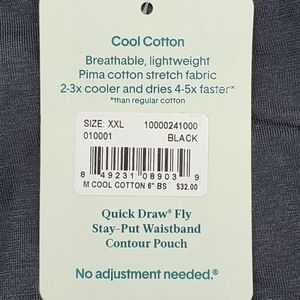 Cool Cotton
Breathable, lightweight
Pima cotton stretch fabric
2-3x cooler and dries 4-5x faster*
*than regular cotton
SIZE: XXL 10000241000
010001 BLACK
8 49231 08903 9
M COOL COTTON 6" BS $32.00
Quick Draw® Fly
Stay-Put Waistband
Contour Pouch
No adjustment needed.®